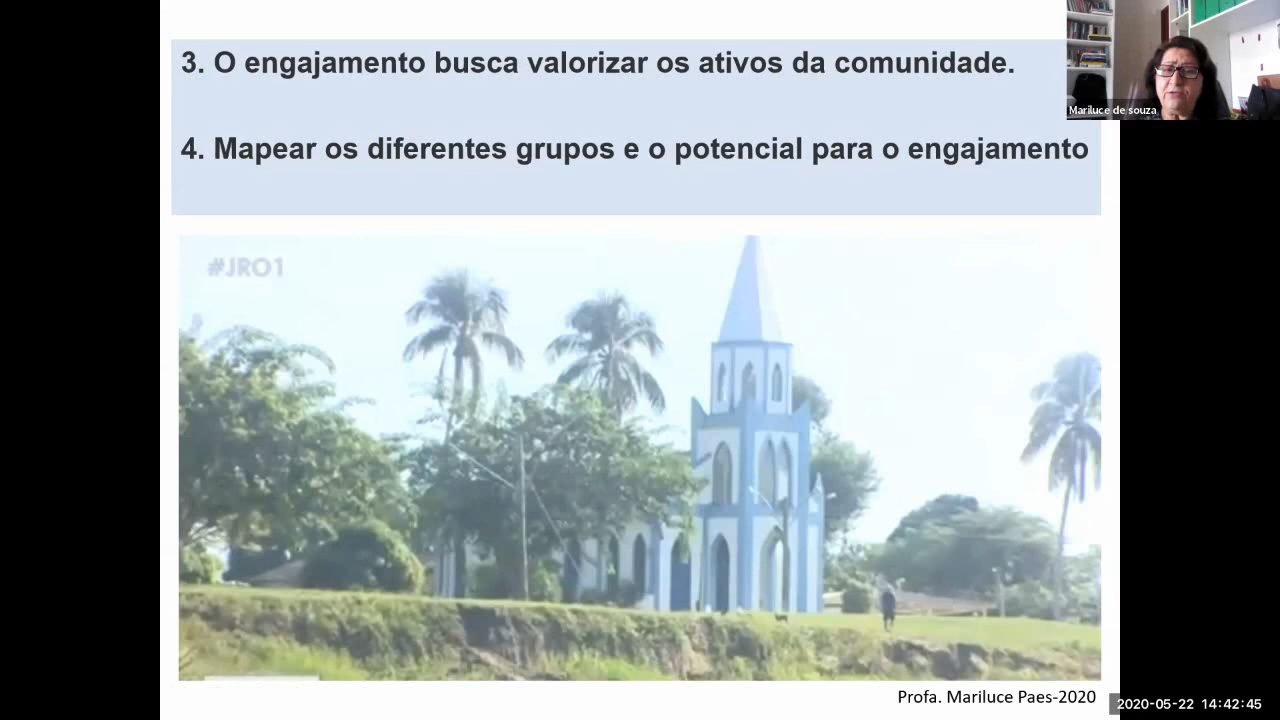 3. O engajamento busca valorizar os ativos da comunidade.
Mariluce de souza
4. Mapear os diferentes grupos e o potencial para o engajamento
#JRO1
Profa. Mariluce Paes-2020
2020-05-22 14:42:45